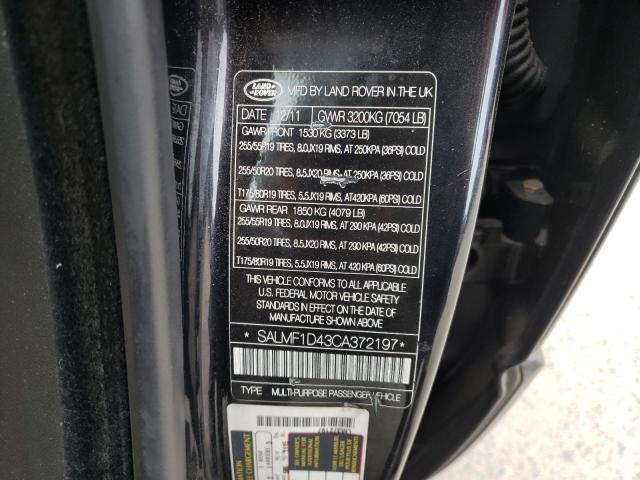 LAND ROVER
MFD BY LAND ROVER IN THE UK
DATE 12/11 GVWR 3200KG (7054 LB)
GAWR FRONT 1530 KG (3373 LB)
255/55R19 TIRES, 8.0JX19 RIMS, AT 250KPA (36PSI) COLD
255/50R20 TIRES, 8.5JX20 RIMS, AT 250KPA (36PSI) COLD
T175/80R19 TIRES, 5.5JX19 RIMS, AT420KPA (60PSI) COLD
GAWR REAR 1850 KG (4079 LB)
255/55R19 TIRES, 8.0JX19 RIMS, AT 290 KPA (42PSI) COLD
255/50R20 TIRES, 8.5JX20 RIMS, AT 290 KPA (42PSI) COLD
T175/80R19 TIRES, 5.5JX19 RIMS, AT 420 KPA (60PSI) COLD
THIS VEHICLE CONFORMS TO ALL APPLICABLE
U.S. FEDERAL MOTOR VEHICLE SAFETY
STANDARDS IN EFFECT ON THE DATE OF
MANUFACTURE SHOWN ABOVE
* SALMF1D43CA372197 *
TYPE MULTI-PURPOSE PASSENGER VEHICLE
SEE OWNER'S
MANUAL FOR
ADDITIONAL
INFORMATION